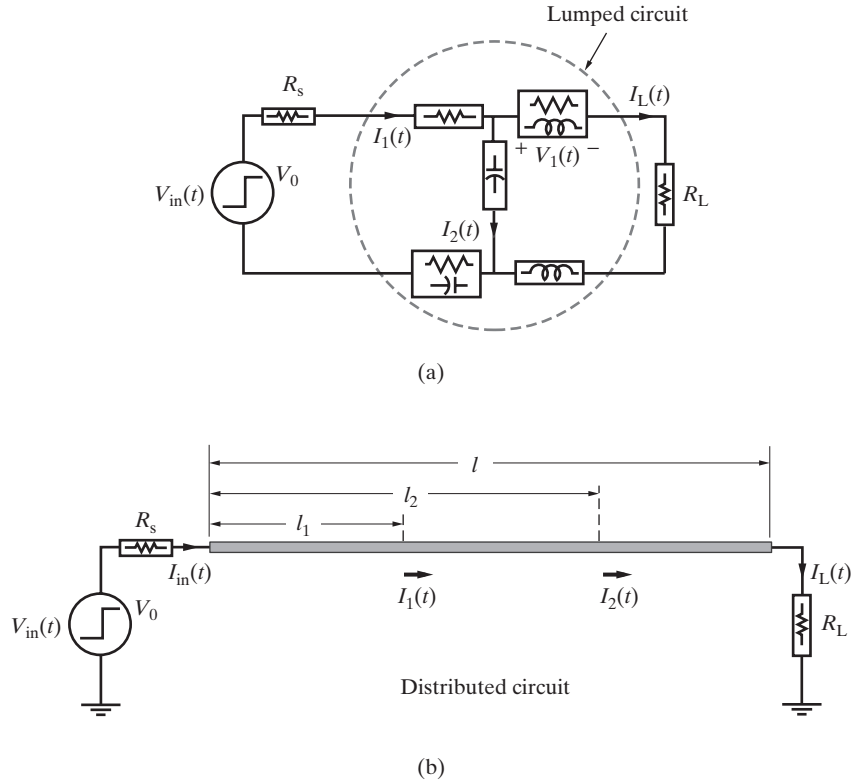 Lumped circuit
R_s
I_L(t)
I_1(t)
+ V_1(t) −
V_0
V_in(t)
R_L
I_2(t)
(a)
l
l_2
l_1
R_s
I_in(t)
I_1(t)
I_2(t)
I_L(t)
V_0
V_in(t)
R_L
Distributed circuit
(b)